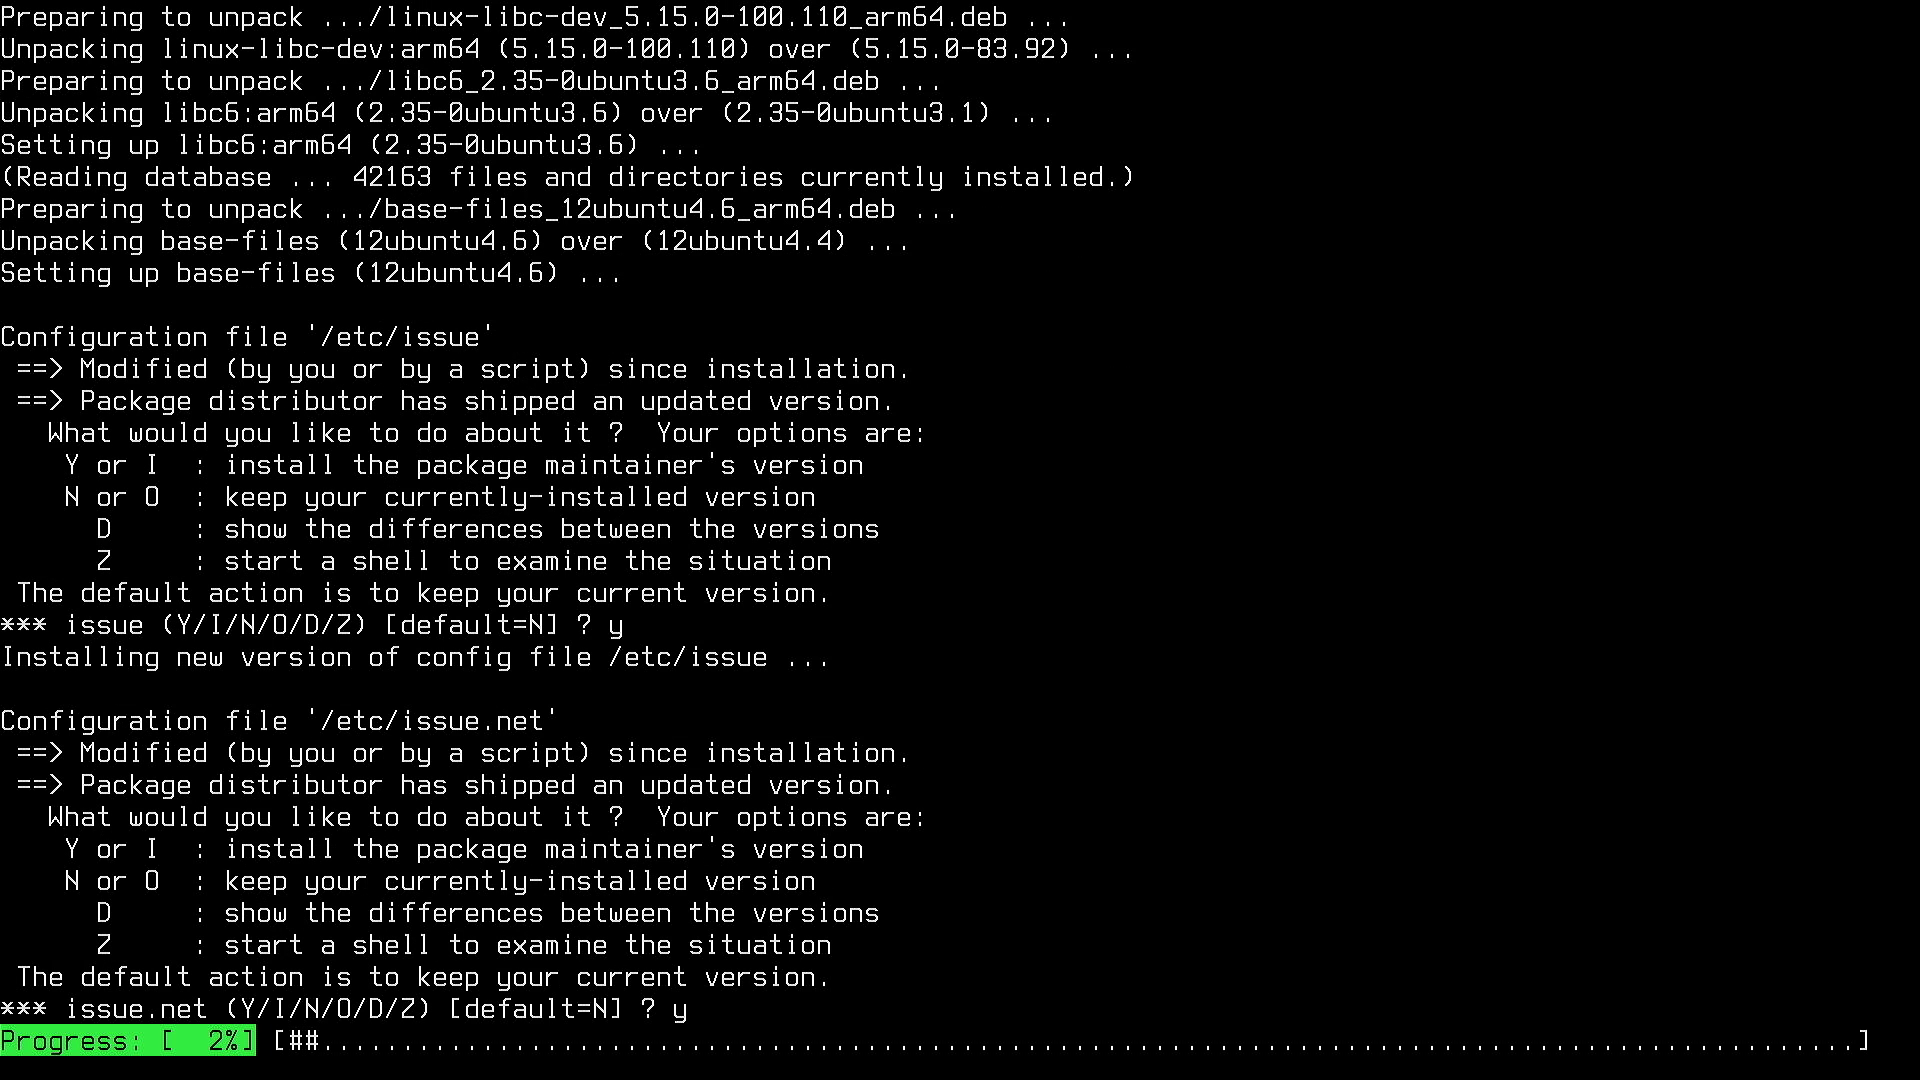 Preparing to unpack .../linux-libc-dev_5.15.0-100.110_arm64.deb ...
Unpacking linux-libc-dev:arm64 (5.15.0-100.110) over (5.15.0-83.92) ...
Preparing to unpack .../libc6_2.35-0ubuntu3.6_arm64.deb ...
Unpacking libc6:arm64 (2.35-0ubuntu3.6) over (2.35-0ubuntu3.1) ...
Setting up libc6:arm64 (2.35-0ubuntu3.6) ...
(Reading database ... 42163 files and directories currently installed.)
Preparing to unpack .../base-files_12ubuntu4.6_arm64.deb ...
Unpacking base-files (12ubuntu4.6) over (12ubuntu4.4) ...
Setting up base-files (12ubuntu4.6) ...

Configuration file '/etc/issue'
 ==> Modified (by you or by a script) since installation.
 ==> Package distributor has shipped an updated version.
   What would you like to do about it ?  Your options are:
    Y or I  : install the package maintainer's version
    N or O  : keep your currently-installed version
      D     : show the differences between the versions
      Z     : start a shell to examine the situation
 The default action is to keep your current version.
*** issue (Y/I/N/O/D/Z) [default=N] ? y
Installing new version of config file /etc/issue ...

Configuration file '/etc/issue.net'
 ==> Modified (by you or by a script) since installation.
 ==> Package distributor has shipped an updated version.
   What would you like to do about it ?  Your options are:
    Y or I  : install the package maintainer's version
    N or O  : keep your currently-installed version
      D     : show the differences between the versions
      Z     : start a shell to examine the situation
 The default action is to keep your current version.
*** issue.net (Y/I/N/O/D/Z) [default=N] ? y
Progress: [  2%] [##................................................................................................]